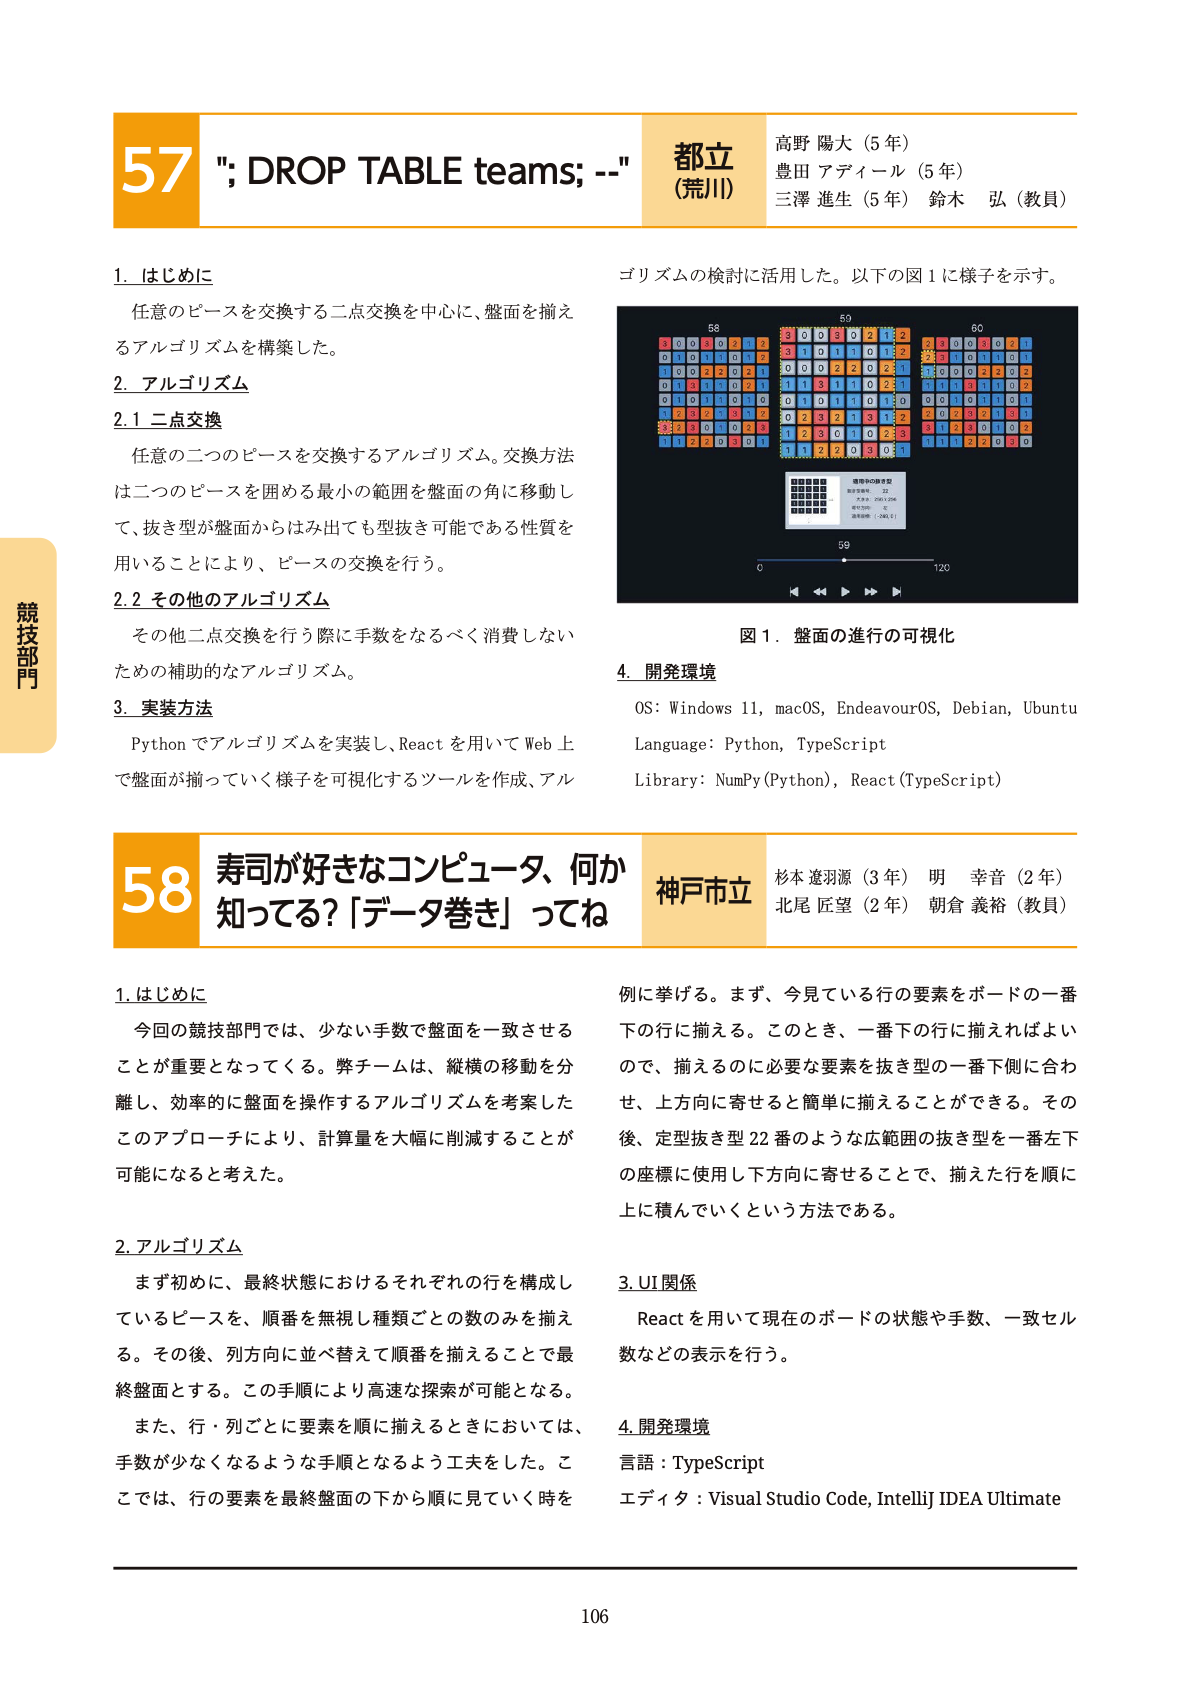 57
"; DROP TABLE teams; --"
都立
(荒川)
高野 陽大（5 年）
豊田 アディール（5 年）
三澤 進生（5 年）　鈴木　弘（教員）
1. はじめに
任意のピースを交換する二点交換を中心に、盤面を揃え
るアルゴリズムを構築した。
2. アルゴリズム
2.1 二点交換
任意の二つのピースを交換するアルゴリズム。交換方法
は二つのピースを囲める最小の範囲を盤面の角に移動し
て、抜き型が盤面からはみ出ても型抜き可能である性質を
用いることにより、ピースの交換を行う。
2.2 その他のアルゴリズム
その他二点交換を行う際に手数をなるべく消費しない
ための補助的なアルゴリズム。
3. 実装方法
Python でアルゴリズムを実装し、React を用いて Web 上
で盤面が揃っていく様子を可視化するツールを作成、アル
ゴリズムの検討に活用した。以下の図 1 に様子を示す。
58
59
60
59
0
120
図 1. 盤面の進行の可視化
4. 開発環境
OS: Windows 11, macOS, EndeavourOS, Debian, Ubuntu
Language: Python, TypeScript
Library: NumPy(Python), React(TypeScript)
競技部門
58
寿司が好きなコンピュータ、何か
知ってる？「データ巻き」ってね
神戸市立
杉本 遼羽源（3 年）　明　幸音（2 年）
北尾 匠望（2 年）　朝倉 義裕（教員）
1. はじめに
今回の競技部門では、少ない手数で盤面を一致させる
ことが重要となってくる。弊チームは、縦横の移動を分
離し、効率的に盤面を操作するアルゴリズムを考案した
このアプローチにより、計算量を大幅に削減することが
可能になると考えた。
2. アルゴリズム
まず初めに、最終状態におけるそれぞれの行を構成し
ているピースを、順番を無視し種類ごとの数のみを揃え
る。その後、列方向に並べ替えて順番を揃えることで最
終盤面とする。この手順により高速な探索が可能となる。
また、行・列ごとに要素を順に揃えるときにおいては、
手数が少なくなるような手順となるよう工夫をした。こ
こでは、行の要素を最終盤面の下から順に見ていく時を
例に挙げる。まず、今見ている行の要素をボードの一番
下の行に揃える。このとき、一番下の行に揃えればよい
ので、揃えるのに必要な要素を抜き型の一番下側に合わ
せ、上方向に寄せると簡単に揃えることができる。その
後、定型抜き型 22 番のような広範囲の抜き型を一番左下
の座標に使用し下方向に寄せることで、揃えた行を順に
上に積んでいくという方法である。
3. UI 関係
React を用いて現在のボードの状態や手数、一致セル
数などの表示を行う。
4. 開発環境
言語：TypeScript
エディタ：Visual Studio Code, IntelliJ IDEA Ultimate
106